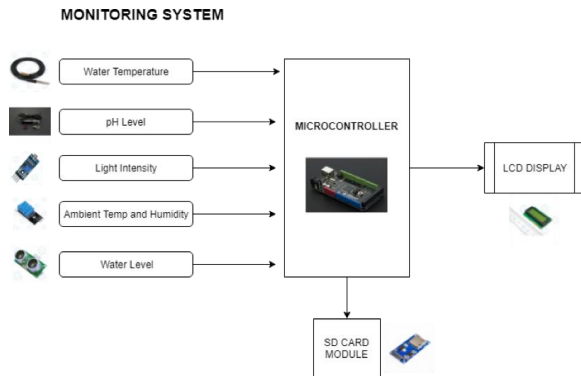 MONITORING SYSTEM
Water Temperature
pH Level
Light Intensity
Ambient Temp and Humidity
Water Level
MICROCONTROLLER
LCD DISPLAY
SD CARD
MODULE